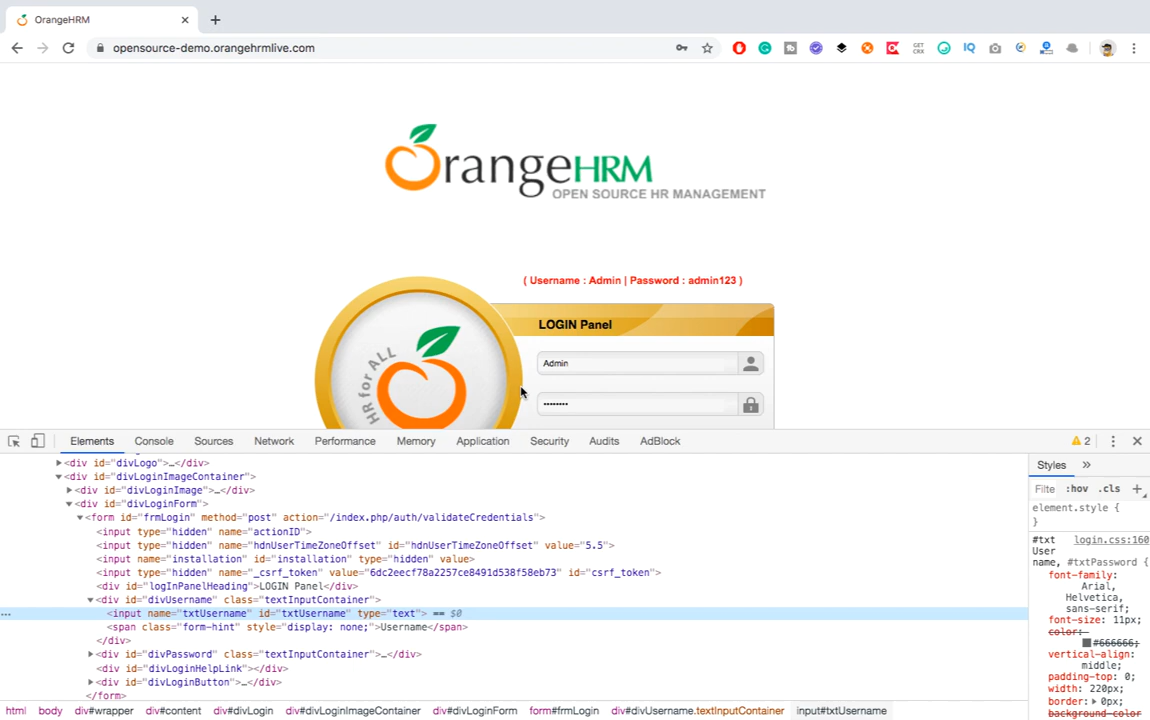 OrangeHRM
opensource-demo.orangehrmlive.com
GET
CRX
IQ
OrangeHRM
OPEN SOURCE HR MANAGEMENT
( Username : Admin | Password : admin123 )
LOGIN Panel
HR for ALL
Admin
••••••••
Elements Console Sources Network Performance Memory Application Security Audits AdBlock 2
<div id="divLogo">…</div>
<div id="divLoginImageContainer">
<div id="divLoginImage">…</div>
<div id="divLoginForm">
<form id="frmLogin" method="post" action="/index.php/auth/validateCredentials">
<input type="hidden" name="actionID">
<input type="hidden" name="hdnUserTimeZoneOffset" id="hdnUserTimeZoneOffset" value="5.5">
<input name="installation" id="installation" type="hidden" value>
<input type="hidden" name="_csrf_token" value="6dc2eecf78a2257ce8491d538f58eb73" id="csrf_token">
<div id="logInPanelHeading">LOGIN Panel</div>
<div id="divUsername" class="textInputContainer">
… <input name="txtUsername" id="txtUsername" type="text"> == $0
<span class="form-hint" style="display: none;">Username</span>
</div>
<div id="divPassword" class="textInputContainer">…</div>
<div id="divLoginHelpLink"></div>
<div id="divLoginButton">…</div>
</form>
html body div#wrapper div#content div#divLogin div#divLoginImageContainer div#divLoginForm form#frmLogin div#divUsername.textInputContainer input#txtUsername
Styles »
Filte :hov .cls +
element.style {
}
#txt login.css:160
User
name, #txtPassword {
font-family:
Arial,
Helvetica,
sans-serif;
font-size: 11px;
color:
#666666;
vertical-align:
middle;
padding-top: 0;
width: 220px;
border: 0px;
background-color